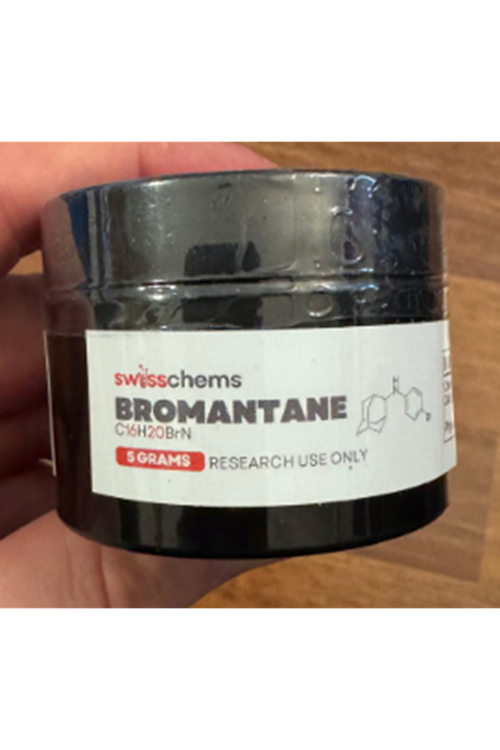 swisschems
BROMANTANE
C16H20BrN
5 GRAMS RESEARCH USE ONLY
H